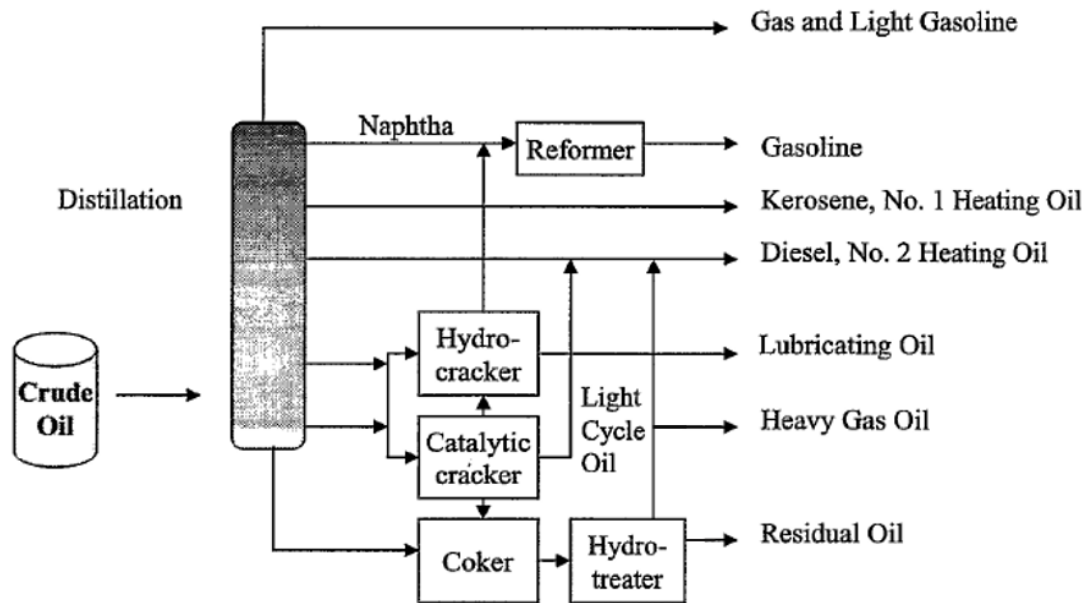 Gas and Light Gasoline
Naphtha
Reformer
Gasoline
Distillation
Kerosene, No. 1 Heating Oil
Diesel, No. 2 Heating Oil
Hydro-
cracker
Lubricating Oil
Crude
Oil
Light
Cycle
Oil
Heavy Gas Oil
Catalytic
cracker
Coker
Hydro-
treater
Residual Oil